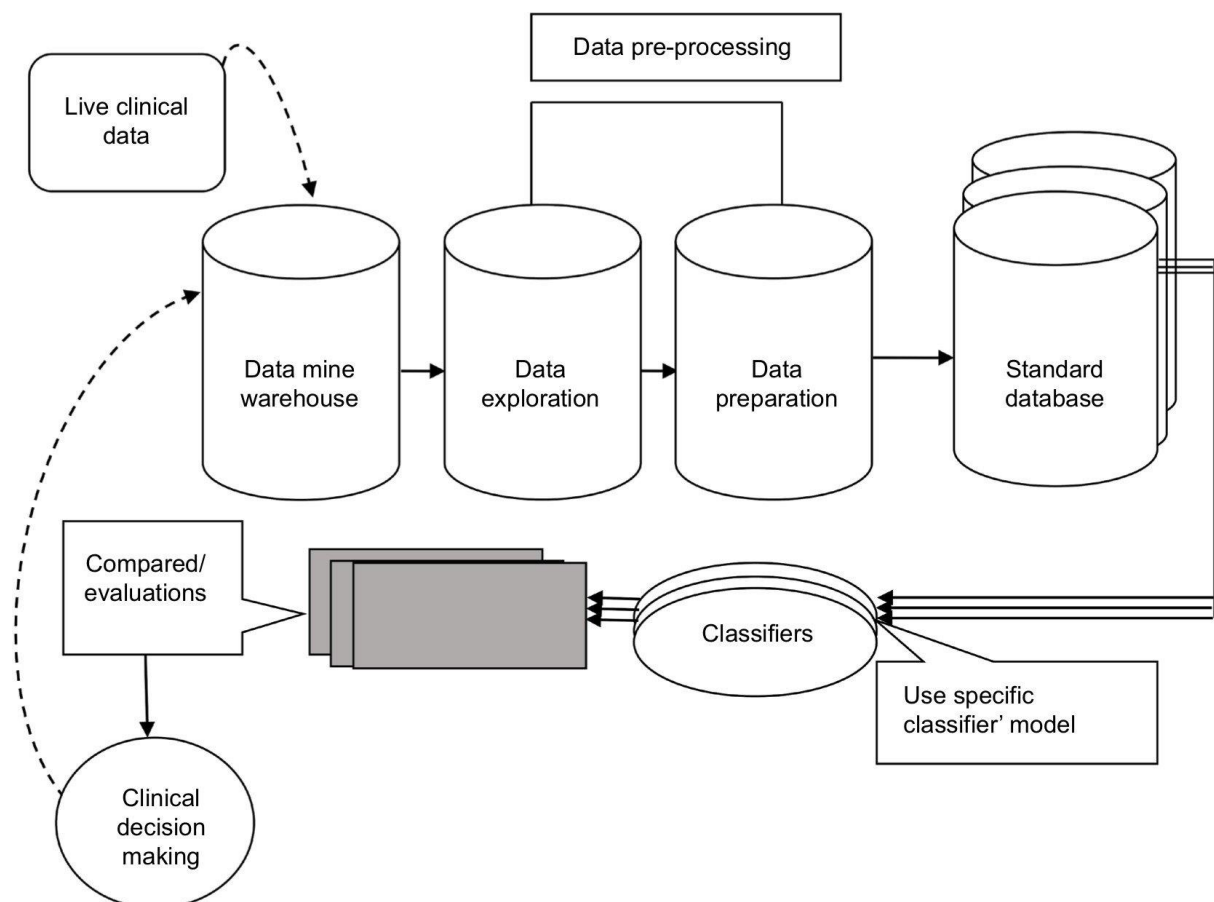 Data pre-processing
Live clinical
data
Data mine
warehouse
Data
exploration
Data
preparation
Standard
database
Compared/
evaluations
Classifiers
Use specific
classifier’ model
Clinical
decision
making